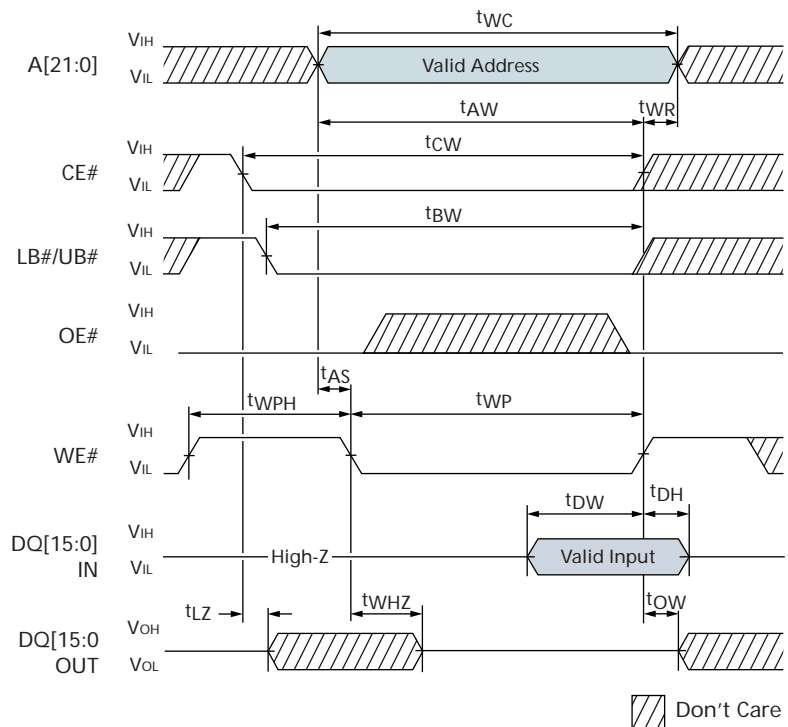 tWC
VIH
A[21:0]
Valid Address
VIL
tAW
tWR
tCW
VIH
CE#
VIL
tBW
VIH
LB#/UB#
VIL
VIH
OE#
VIL
tAS
tWPH
tWP
VIH
WE#
VIL
tDW
tDH
VIH
DQ[15:0]
IN
High-Z
Valid Input
VIL
tLZ
tWHZ
tOW
VOH
DQ[15:0
OUT
VOL
Don't Care